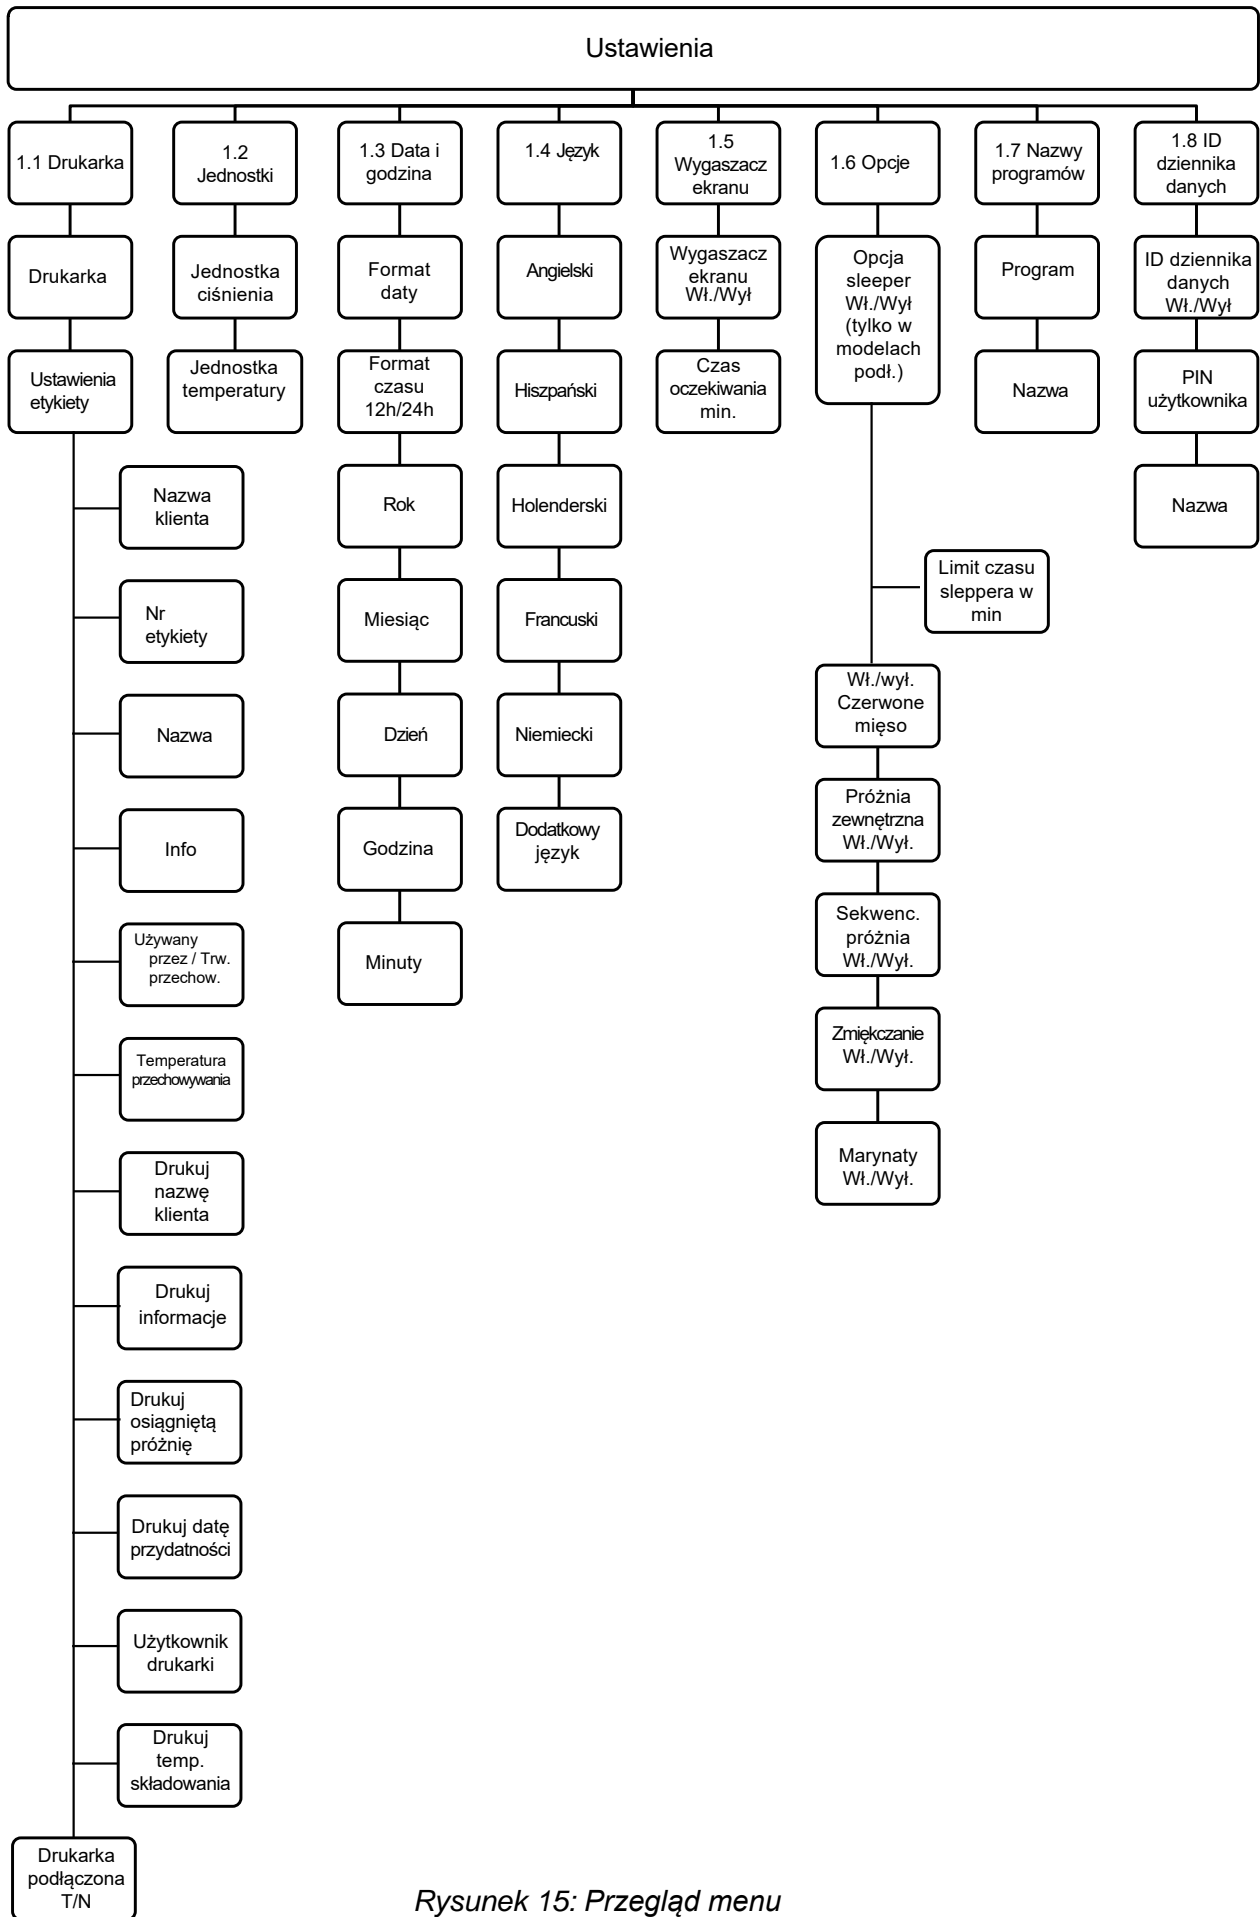 Ustawienia
1.1 Drukarka
Drukarka
Ustawienia
etykiety
Nazwa
klienta
Nr
etykiety
Nazwa
Info
Używany
przez / Trw.
przechow.
Temperatura
przechowywania
Drukuj
nazwę
klienta
Drukuj
informacje
Drukuj
osiągniętą
próżnię
Drukuj datę
przydatności
Użytkownik
drukarki
Drukuj
temp.
składowania
Drukarka
podłączona
T/N
1.2
Jednostki
Jednostka
ciśnienia
Jednostka
temperatury
1.3 Data i
godzina
Format
daty
Format
czasu
12h/24h
Rok
Miesiąc
Dzień
Godzina
Minuty
1.4 Język
Angielski
Hiszpański
Holenderski
Francuski
Niemiecki
Dodatkowy
język
1.5
Wygaszacz
ekranu
Wygaszacz
ekranu
Wł./Wył
Czas
oczekiwania
min.
1.6 Opcje
Opcja
sleeper
Wł./Wył
(tylko w
modelach
podł.)
Limit czasu
sleppera w
min
Wł./wył.
Czerwone
mięso
Próżnia
zewnętrzna
Wł./Wył.
Sekwenc.
próżnia
Wł./Wył.
Zmiękczanie
Wł./Wył.
Marynaty
Wł./Wył.
1.7 Nazwy
programów
Program
Nazwa
1.8 ID
dziennika
danych
ID dziennika
danych
Wł./Wył
PIN
użytkownika
Nazwa
Rysunek 15: Przegląd menu